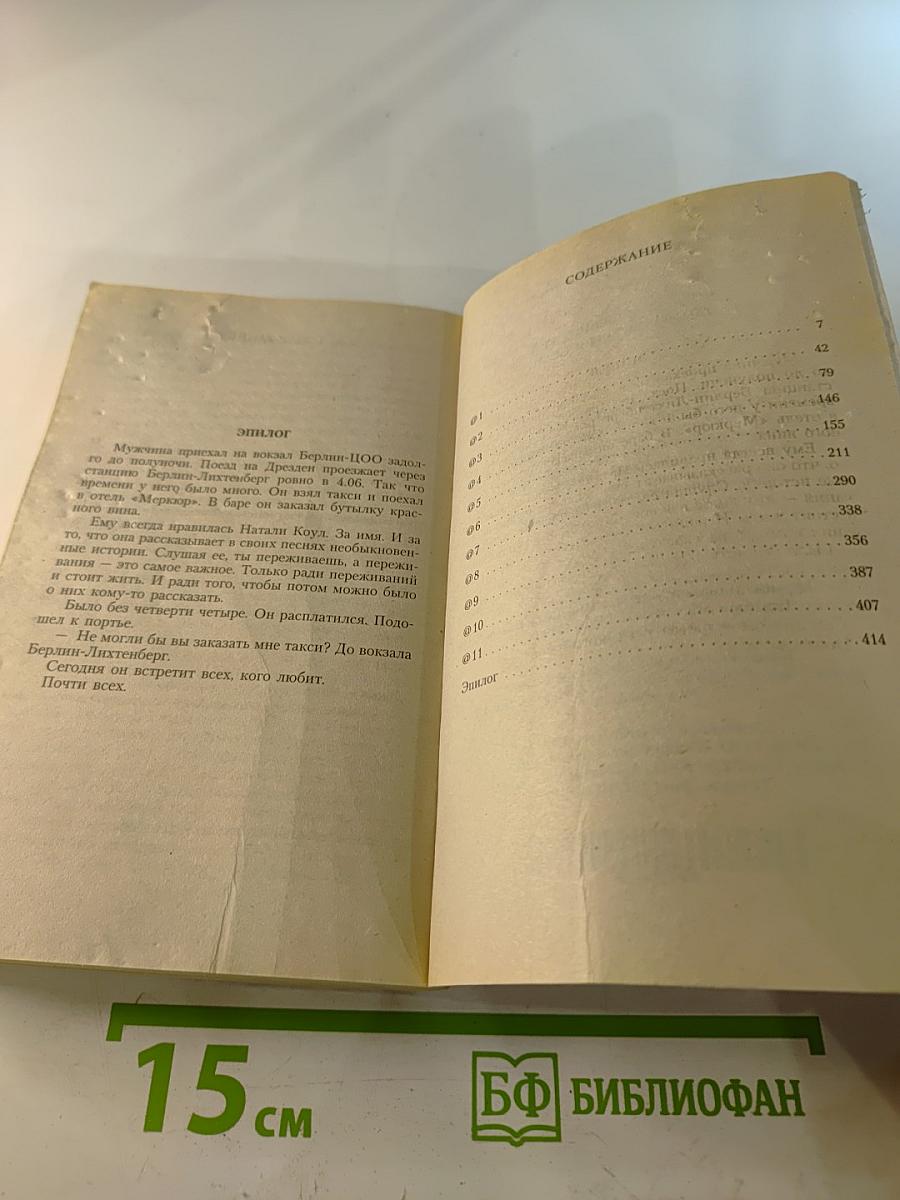 ЭПИЛОГ
Мужчина приехал на вокзал Берлин-ЦОО задол-
го до полуночи. Поезд на Дрезден проезжает через
станцию Берлин-Лихтенберг ровно в 4.06. Так что
времени у него было много. Он взял такси и поехал
в отель «Меркюр». В баре он заказал бутылку крас-
ного вина.
Ему всегда нравилась Натали Коул. За имя. И за
то, что она рассказывает в своих песнях необыкновен-
ные истории. Слушая ее, ты переживаешь, а пережи-
вания — это самое важное. Только ради переживаний
и стоит жить. И ради того, чтобы потом можно было
о них кому-то рассказать.
Было без четверти четыре. Он расплатился. Подо-
шел к портье.
— Не могли бы вы заказать мне такси? До вокзала
Берлин-Лихтенберг.
Сегодня он встретит всех, кого любит.
Почти всех.
СОДЕРЖАНИЕ
@1 7
@2 42
@3 79
@4 146
@5 155
@6 211
@7 290
@8 338
@9 356
@10 387
@11 407
Эпилог 414
15 см
БФ БИБЛИОФАН